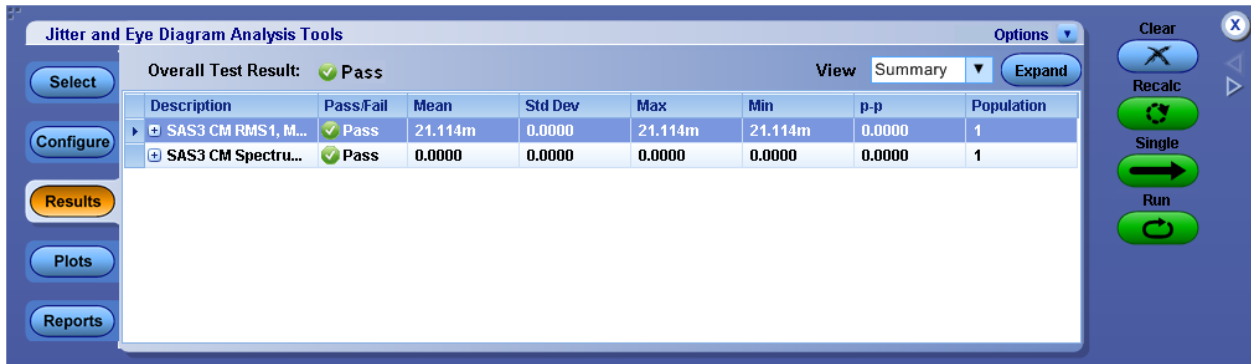 Jitter and Eye Diagram Analysis Tools
Options
Clear
X
Select
Overall Test Result: Pass
View Summary
Expand
Recalc
Description Pass/Fail Mean Std Dev Max Min p-p Population
SAS3 CM RMS1, M... Pass 21.114m 0.0000 21.114m 21.114m 0.0000 1
Configure
SAS3 CM Spectru... Pass 0.0000 0.0000 0.0000 0.0000 0.0000 1
Single
Results
Run
Plots
Reports